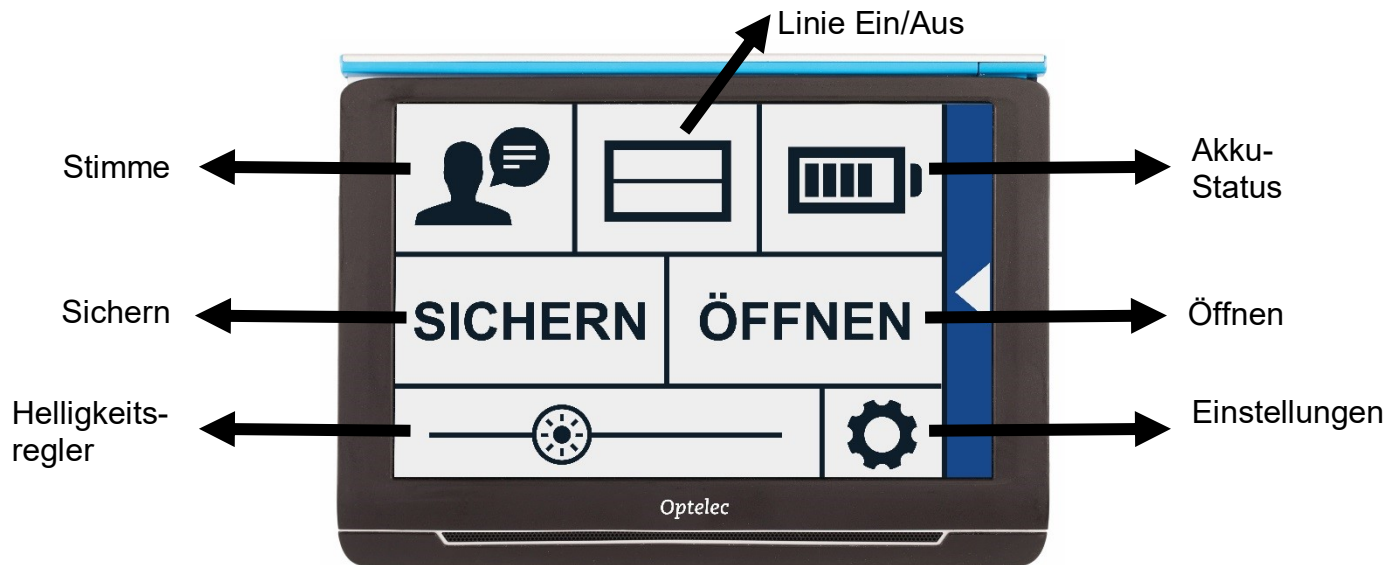 Linie Ein/Aus
Stimme
Akku-
Status
SICHERN
ÖFFNEN
Sichern
Öffnen
Helligkeits-
regler
Einstellungen
Optelec